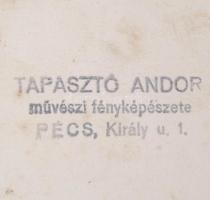 TAPASZTÓ ANDOR
művészi fényképészete
PÉCS, Király u. 1.